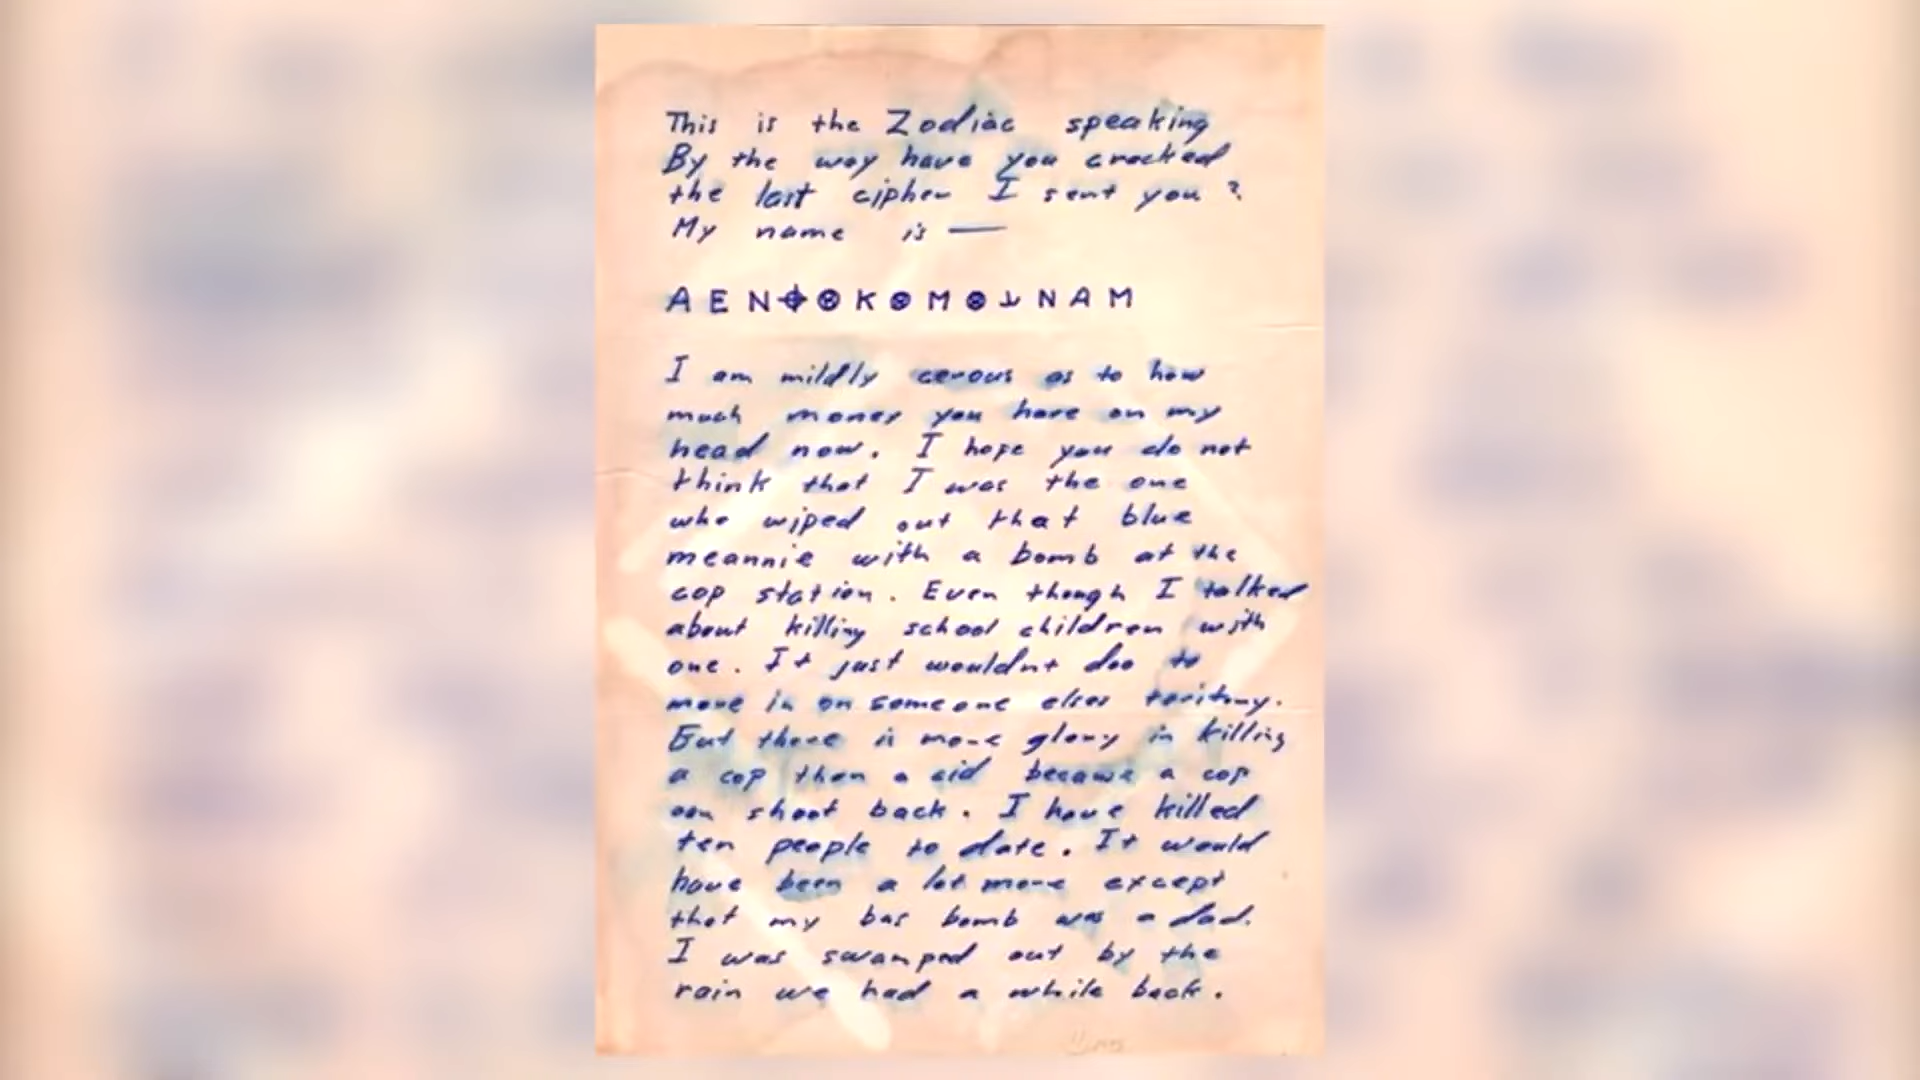 This is the Zodiac speaking
By the way have you cracked
the last cipher I sent you?
My name is —
A E N ⌖ ⊗ K ⊗ M ⊗ ⅃ N A M
I am mildly cerous as to how
much money you have on my
head now. I hope you do not
think that I was the one
who wiped out that blue
meannie with a bomb at the
cop station. Even though I talked
about killing school children with
one. It just wouldnt doo to
move in on someone elses teritory.
But there is more glory in killing
a cop than a cid because a cop
can shoot back. I have killed
ten people to date. It would
have been a lot more except
that my bus bomb was a dud.
I was swamped out by the
rain we had a while back.